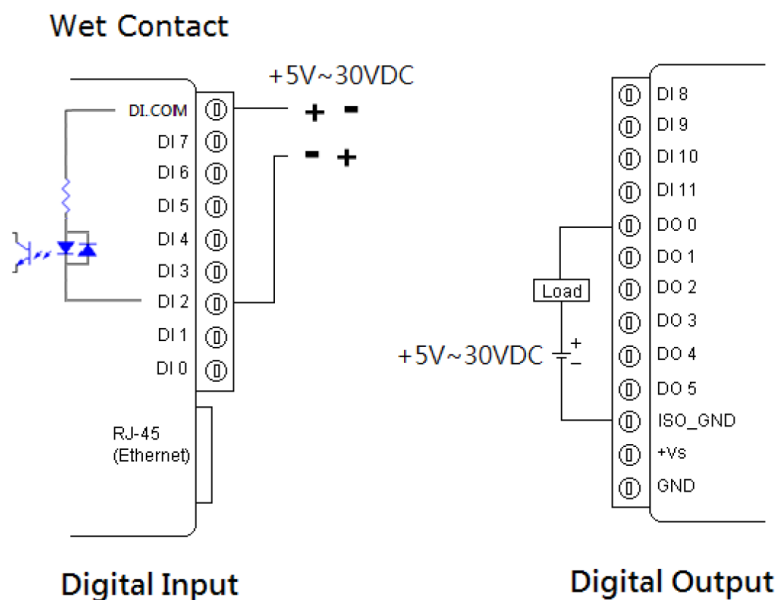 Wet Contact
+5V~30VDC
+ -
- +
DI.COM
DI 7
DI 6
DI 5
DI 4
DI 3
DI 2
DI 1
DI 0
RJ-45
(Ethernet)
Digital Input
DI 8
DI 9
DI 10
DI 11
DO 0
DO 1
DO 2
DO 3
DO 4
DO 5
ISO_GND
+Vs
GND
Load
+5V~30VDC
+
-
Digital Output